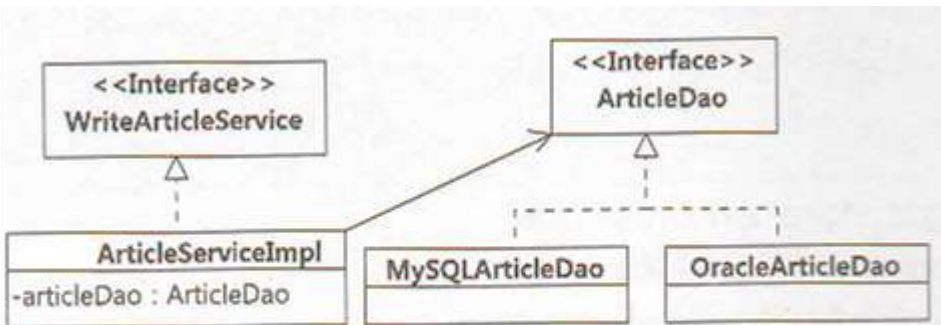 <<Interface>>
WriteArticleService
<<Interface>>
ArticleDao
ArticleServiceImpl
-articleDao : ArticleDao
MySQLArticleDao
OracleArticleDao